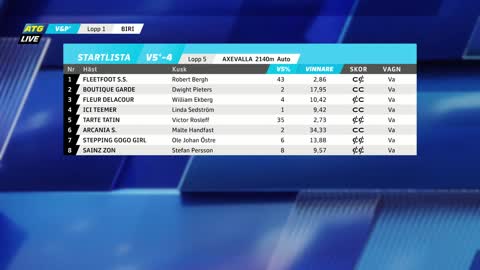 ATG LIVE V&P Lopp 1 BIRI
STARTLISTA V5-4 Lopp 5 AXEVALLA 2140m Auto
Nr Häst Kusk V5% VINNARE SKOR VAGN
1 FLEETFOOT S.S. Robert Bergh 43 2,86 C₵ Va
2 BOUTIQUE GARDE Dwight Pieters 2 17,95 CC Va
3 FLEUR DELACOUR William Ekberg 4 10,42 ₵C Va
4 ICI TEEMER Linda Sedström 1 9,42 CC Va
5 TARTE TATIN Victor Rosleff 35 2,73 ₵₵ Va
6 ARCANIA S. Malte Handfast 2 34,33 CC Va
7 STEPPING GOGO GIRL Ole Johan Östre 6 13,88 ₵₵ Va
8 SAINZ ZON Stefan Persson 8 9,57 ₵₵ Va